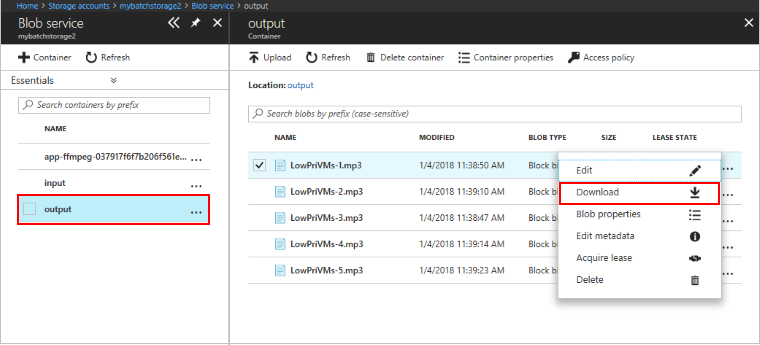 Home > Storage accounts > mybatchstorage2 > Blob service > output
Blob service
mybatchstorage2
Container Refresh
Essentials
Search containers by prefix
NAME
app-ffmpeg-037917f6f7b206f561e... ...
input ...
output ...
output
Container
Upload Refresh Delete container Container properties Access policy
Location: output
Search blobs by prefix (case-sensitive)
NAME MODIFIED BLOB TYPE SIZE LEASE STATE
LowPriVMs-1.mp3 1/4/2018 11:38:50 AM Block b ...
LowPriVMs-2.mp3 1/4/2018 11:39:10 AM Block b ...
LowPriVMs-3.mp3 1/4/2018 11:38:47 AM Block b ...
LowPriVMs-4.mp3 1/4/2018 11:39:14 AM Block b ...
LowPriVMs-5.mp3 1/4/2018 11:39:23 AM Block b ...
Edit
Download
Blob properties
Edit metadata
Acquire lease
Delete